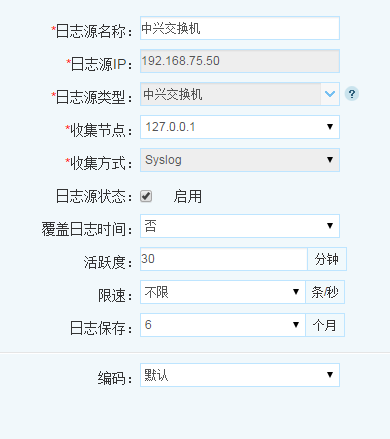 *日志源名称： 中兴交换机
*日志源IP： 192.168.75.50
*日志源类型： 中兴交换机 ?
*收集节点： 127.0.0.1
*收集方式： Syslog
日志源状态： 启用
覆盖日志时间： 否
活跃度： 30 分钟
限速： 不限 条/秒
日志保存： 6 个月
编码： 默认